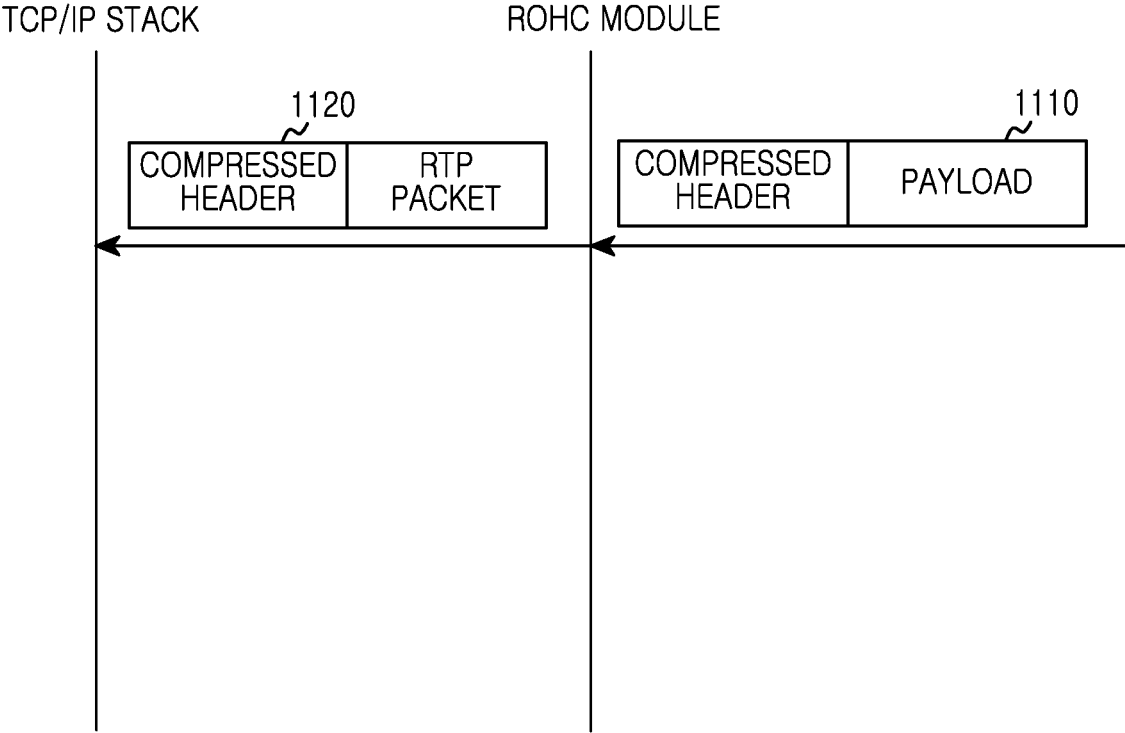 TCP/IP STACK
ROHC MODULE
1120
1110
COMPRESSED
HEADER
RTP
PACKET
COMPRESSED
HEADER
PAYLOAD